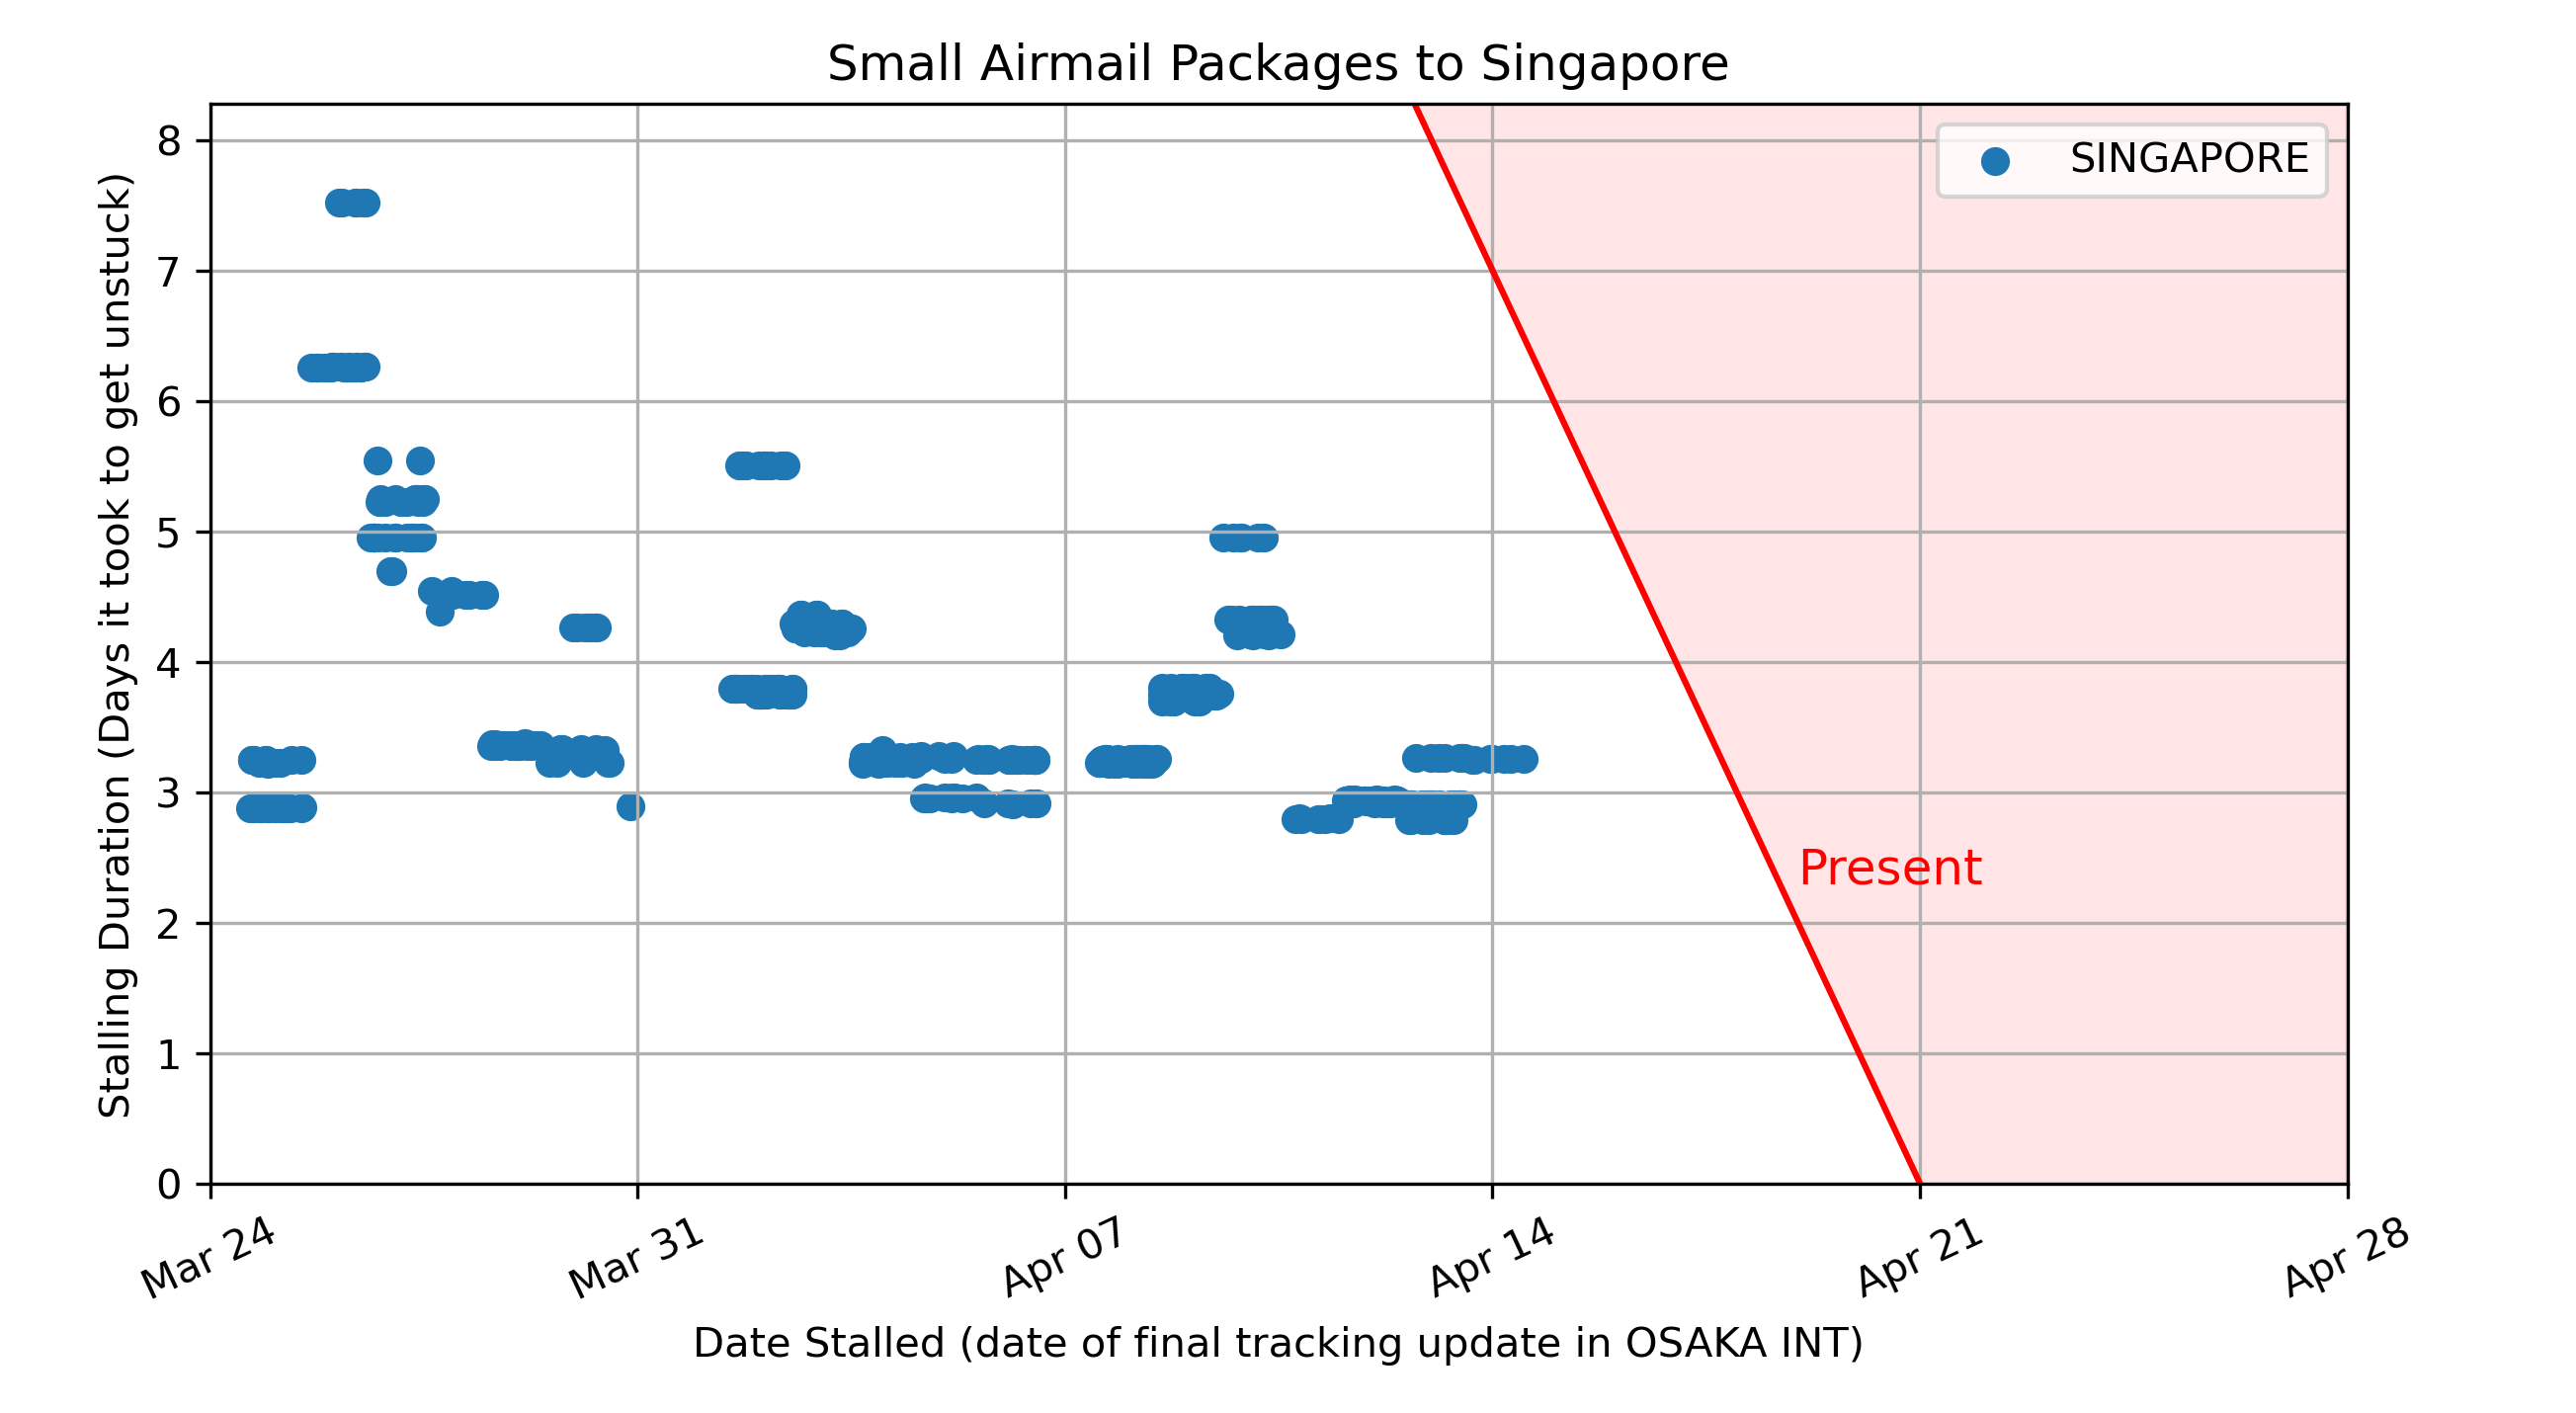 Small Airmail Packages to Singapore
Stalling Duration (Days it took to get unstuck)
8
7
6
5
4
3
2
1
0
SINGAPORE
Present
Mar 24
Mar 31
Apr 07
Apr 14
Apr 21
Apr 28
Date Stalled (date of final tracking update in OSAKA INT)